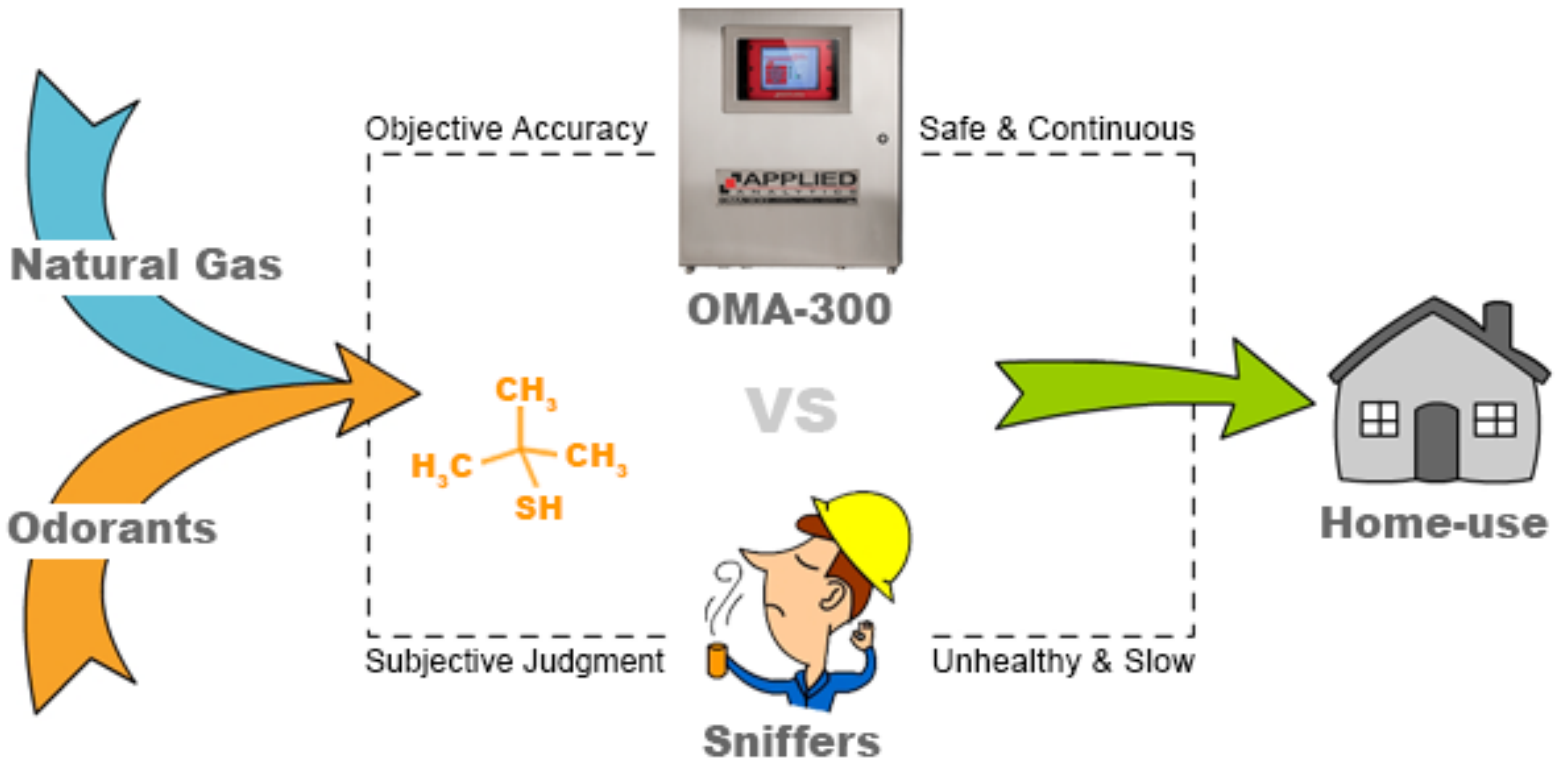 Objective Accuracy
Safe & Continuous
APPLIED
ANALYTICS
Natural Gas
OMA-300
CH₃
VS
H₃C
CH₃
SH
Odorants
Home-use
Subjective Judgment
Unhealthy & Slow
Sniffers